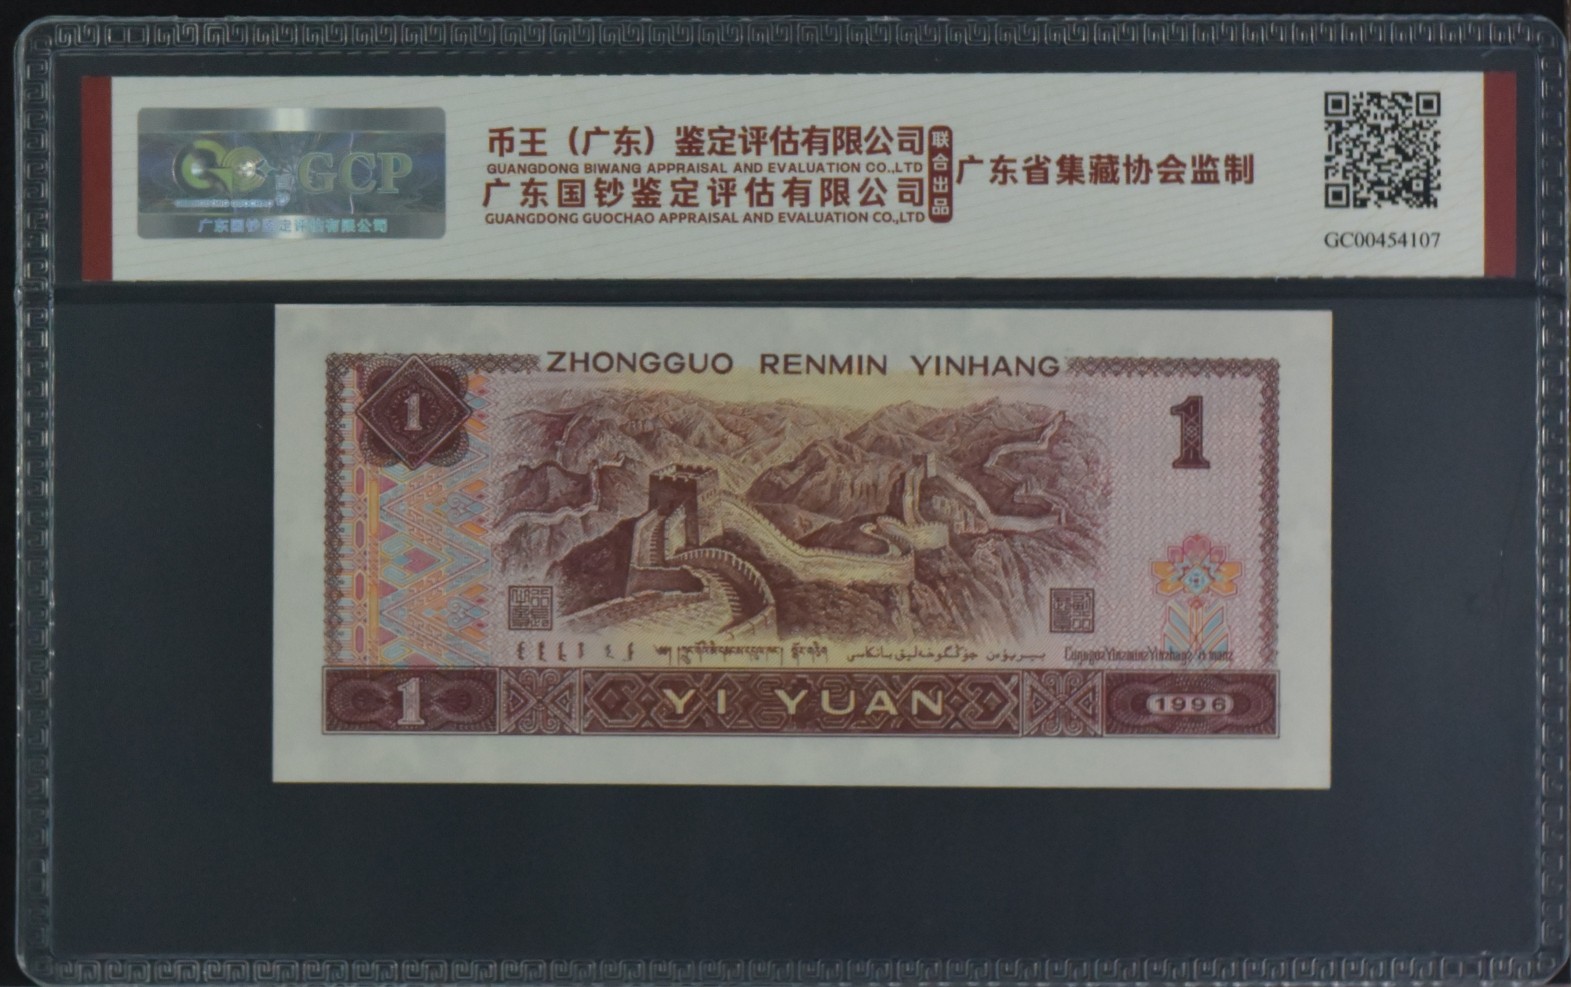 币王（广东）鉴定评估有限公司
GUANGDONG BIWANG APPRAISAL AND EVALUATION CO.,LTD
广东国钞鉴定评估有限公司
GUANGDONG GUOCHAO APPRAISAL AND EVALUATION CO.,LTD
联合出品
广东省集藏协会监制
GCP
广东国钞鉴定评估有限公司
GC00454107
ZHONGGUO RENMIN YINHANG
1
1
1
YI YUAN
1996